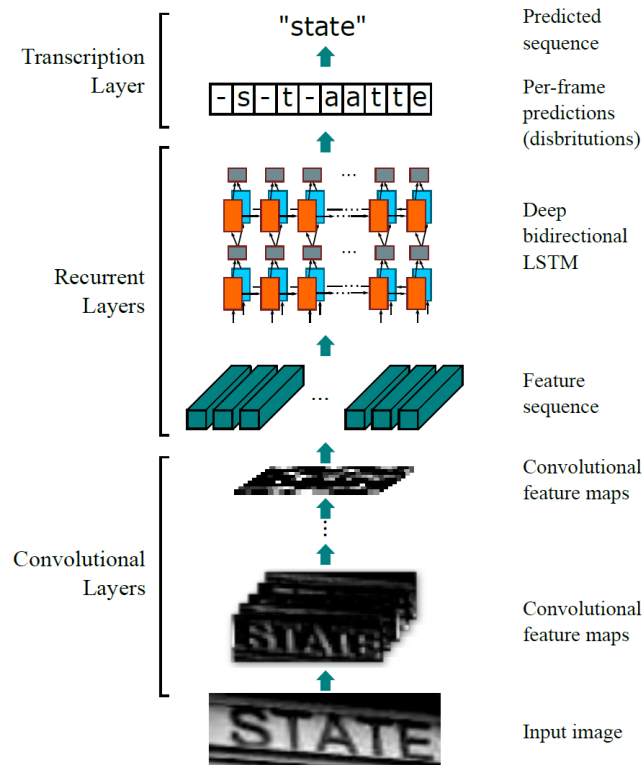 "state"
Predicted
sequence
Transcription
Layer
- s - t - a a t t e
Per-frame
predictions
(disbritutions)
...
Deep
bidirectional
LSTM
Recurrent
Layers
...
Feature
sequence
Convolutional
feature maps
Convolutional
Layers
STATE
Convolutional
feature maps
STATE
Input image